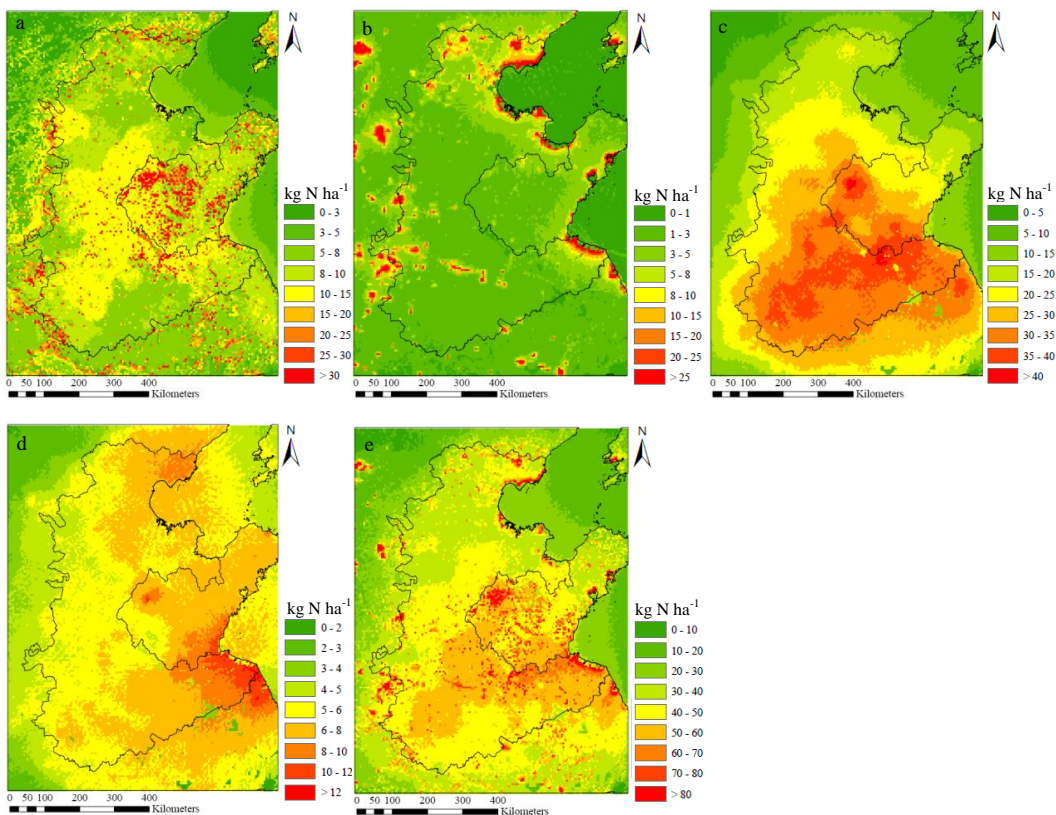 a
N
kg N ha⁻¹
0 - 3
3 - 5
5 - 8
8 - 10
10 - 15
15 - 20
20 - 25
25 - 30
> 30
0 50 100 200 300 400
Kilometers
b
N
kg N ha⁻¹
0 - 1
1 - 3
3 - 5
5 - 8
8 - 10
10 - 15
15 - 20
20 - 25
> 25
0 50 100 200 300 400
Kilometers
c
N
kg N ha⁻¹
0 - 5
5 - 10
10 - 15
15 - 20
20 - 25
25 - 30
30 - 35
35 - 40
> 40
0 50 100 200 300 400
Kilometers
d
N
kg N ha⁻¹
0 - 2
2 - 3
3 - 4
4 - 5
5 - 6
6 - 8
8 - 10
10 - 12
> 12
0 50 100 200 300 400
Kilometers
e
N
kg N ha⁻¹
0 - 10
10 - 20
20 - 30
30 - 40
40 - 50
50 - 60
60 - 70
70 - 80
> 80
0 50 100 200 300 400
Kilometers